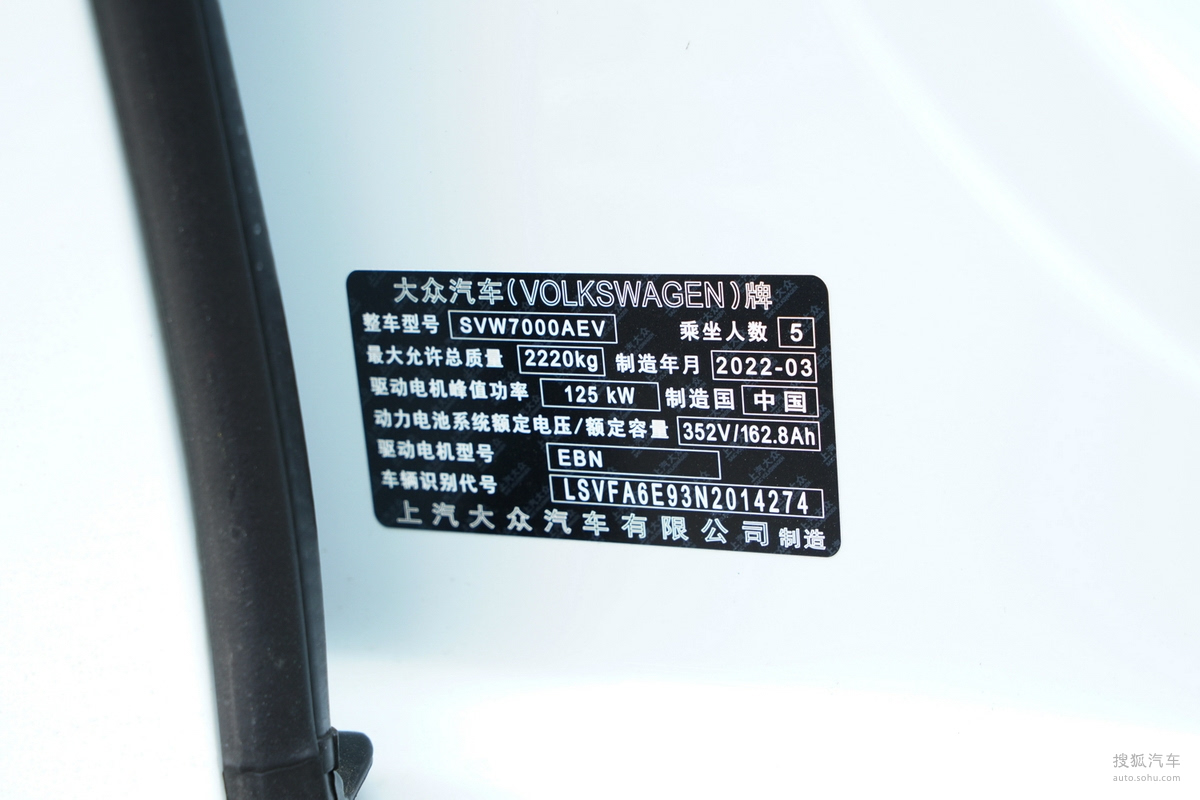 大众汽车(VOLKSWAGEN)牌
整车型号 SVW7000AEV 乘坐人数 5
最大允许总质量 2220kg 制造年月 2022-03
驱动电机峰值功率 125 kW 制造国 中国
动力电池系统额定电压/额定容量 352V/162.8Ah
驱动电机型号 EBN
车辆识别代号 LSVFA6E93N2014274
上汽大众汽车有限公司 制造
搜狐汽车
auto.sohu.com